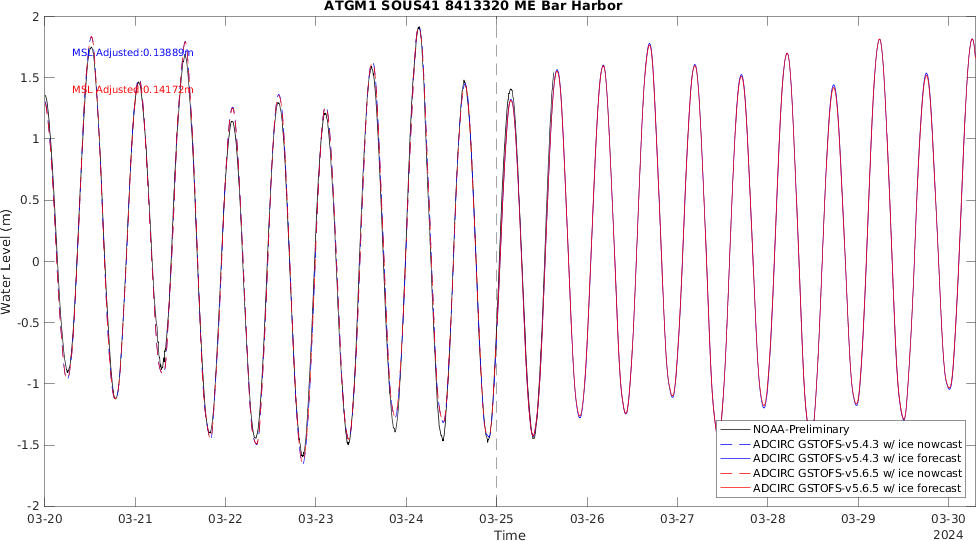 ATGM1 SOUS41 8413320 ME Bar Harbor
2
MSL Adjusted:0.13889m
1.5
MSL Adjusted:0.14172m
1
0.5
0
-0.5
-1
-1.5
-2
Water Level (m)
NOAA-Preliminary
ADCIRC GSTOFS-v5.4.3 w/ ice nowcast
ADCIRC GSTOFS-v5.4.3 w/ ice forecast
ADCIRC GSTOFS-v5.6.5 w/ ice nowcast
ADCIRC GSTOFS-v5.6.5 w/ ice forecast
03-20 03-21 03-22 03-23 03-24 03-25 03-26 03-27 03-28 03-29 03-30
Time 2024